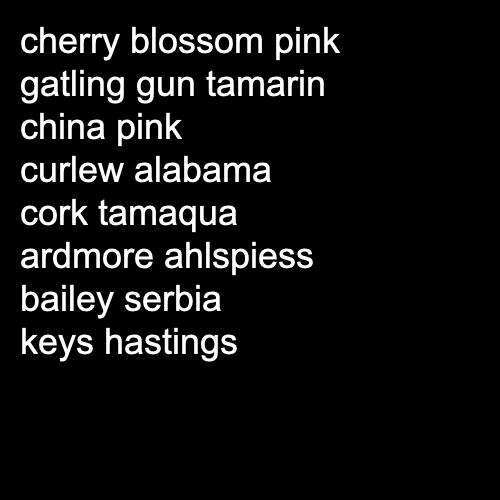 cherry blossom pink
gatling gun tamarin
china pink
curlew alabama
cork tamaqua
ardmore ahlspiess
bailey serbia
keys hastings